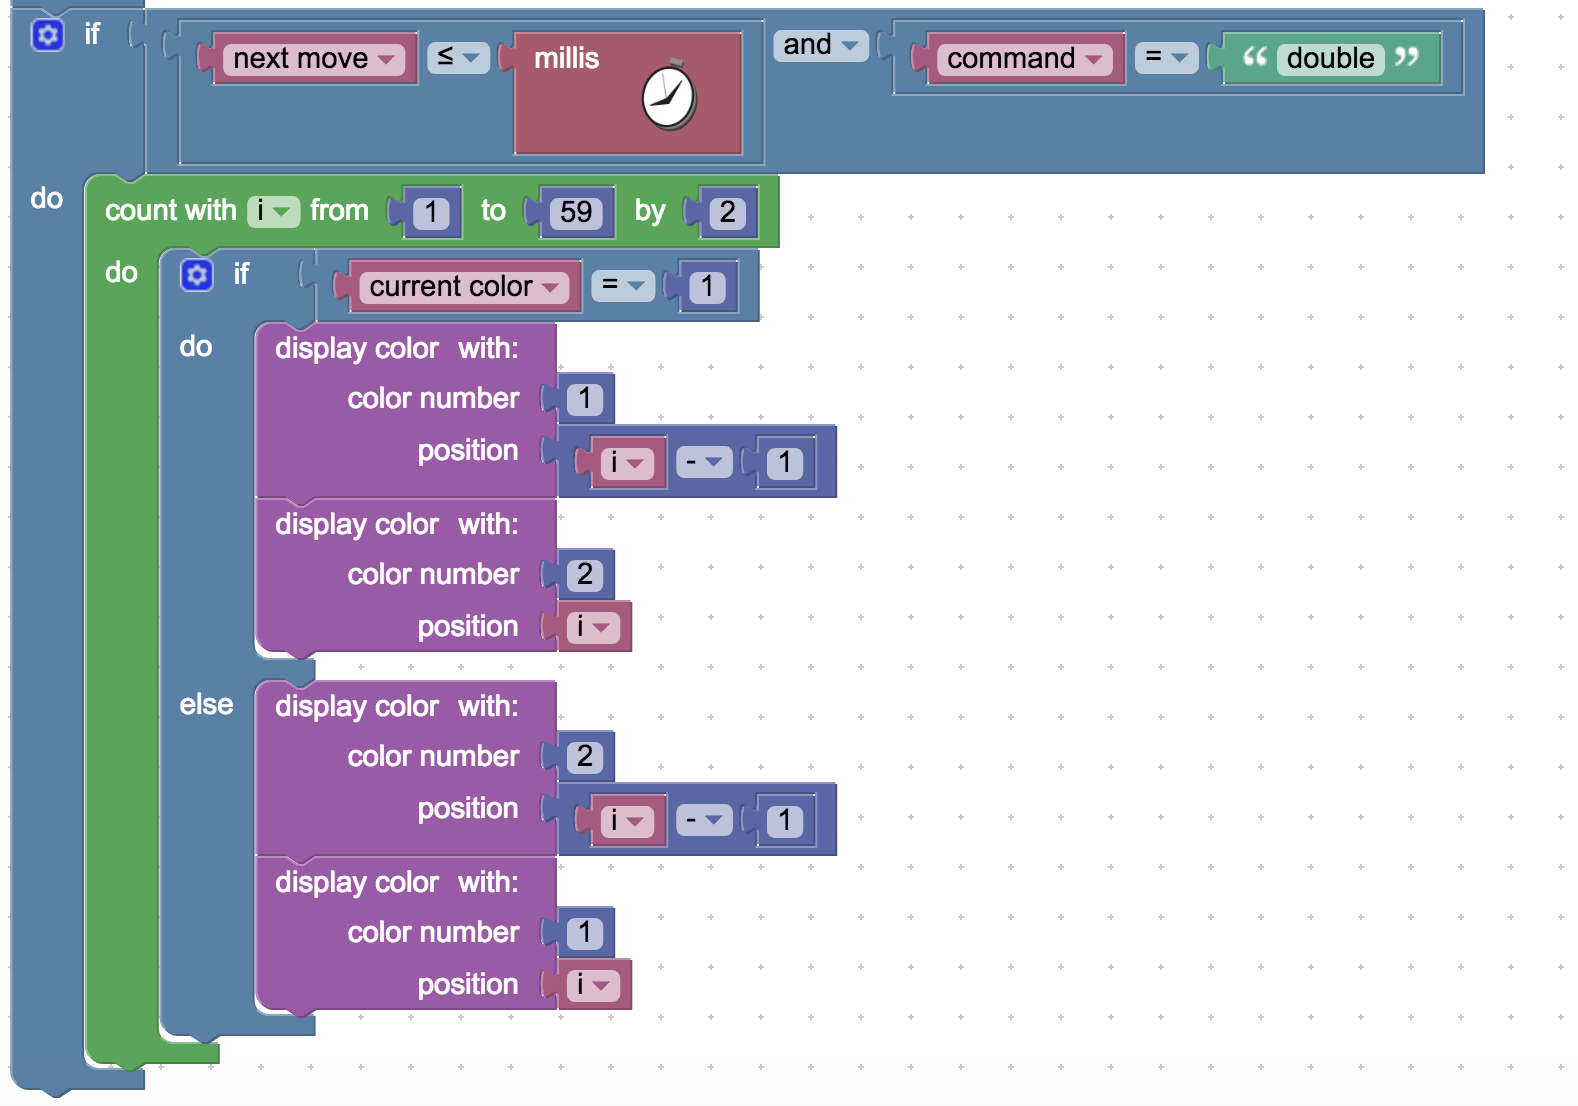 if next move ≤ millis and command = “ double ”
do count with i from 1 to 59 by 2
do if current color = 1
do display color with:
color number 1
position i - 1
display color with:
color number 2
position i
else display color with:
color number 2
position i - 1
display color with:
color number 1
position i